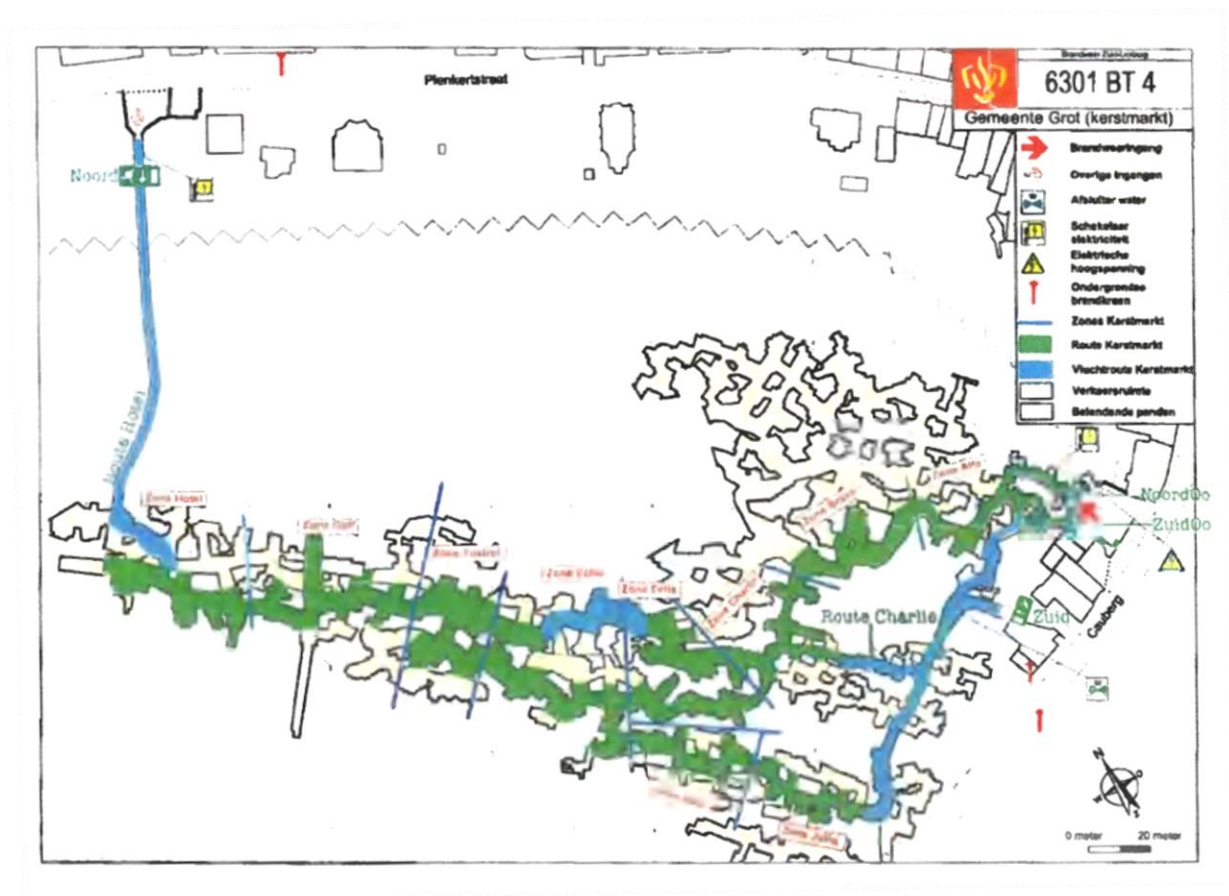 Plenkertstraat
Brandweer Zuid-Limburg
6301 BT 4
Gemeente Grot (kerstmarkt)
Brandweeringang
Overige ingangen
Afsluiter water
Schakelaar
elektriciteit
Elektrische
hoogspanning
Ondergrondse
brandkraan
Zones Kerstmarkt
Route Kerstmarkt
Vluchtroute Kerstmarkt
Verkeersruimte
Belendende panden
Noord
Route Hotel
Zone Hotel
Zone Golf
Zone Foxtrot
Zone Echo
Zone Delta
Zone Charlie
Zone Bravo
Zone Alfa
NoordOo
ZuidOo
Route Charlie
Zuid
Cauberg
Zone Julia
N
O
W
Z
0 meter 20 meter